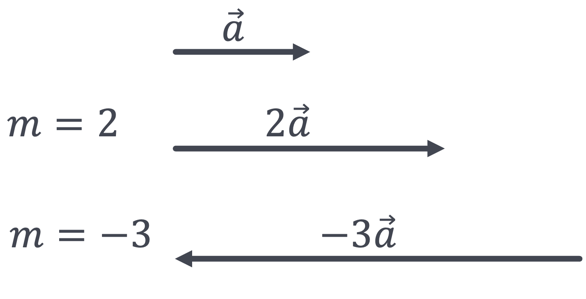 a⃗
m = 2 2a⃗
m = −3 −3a⃗